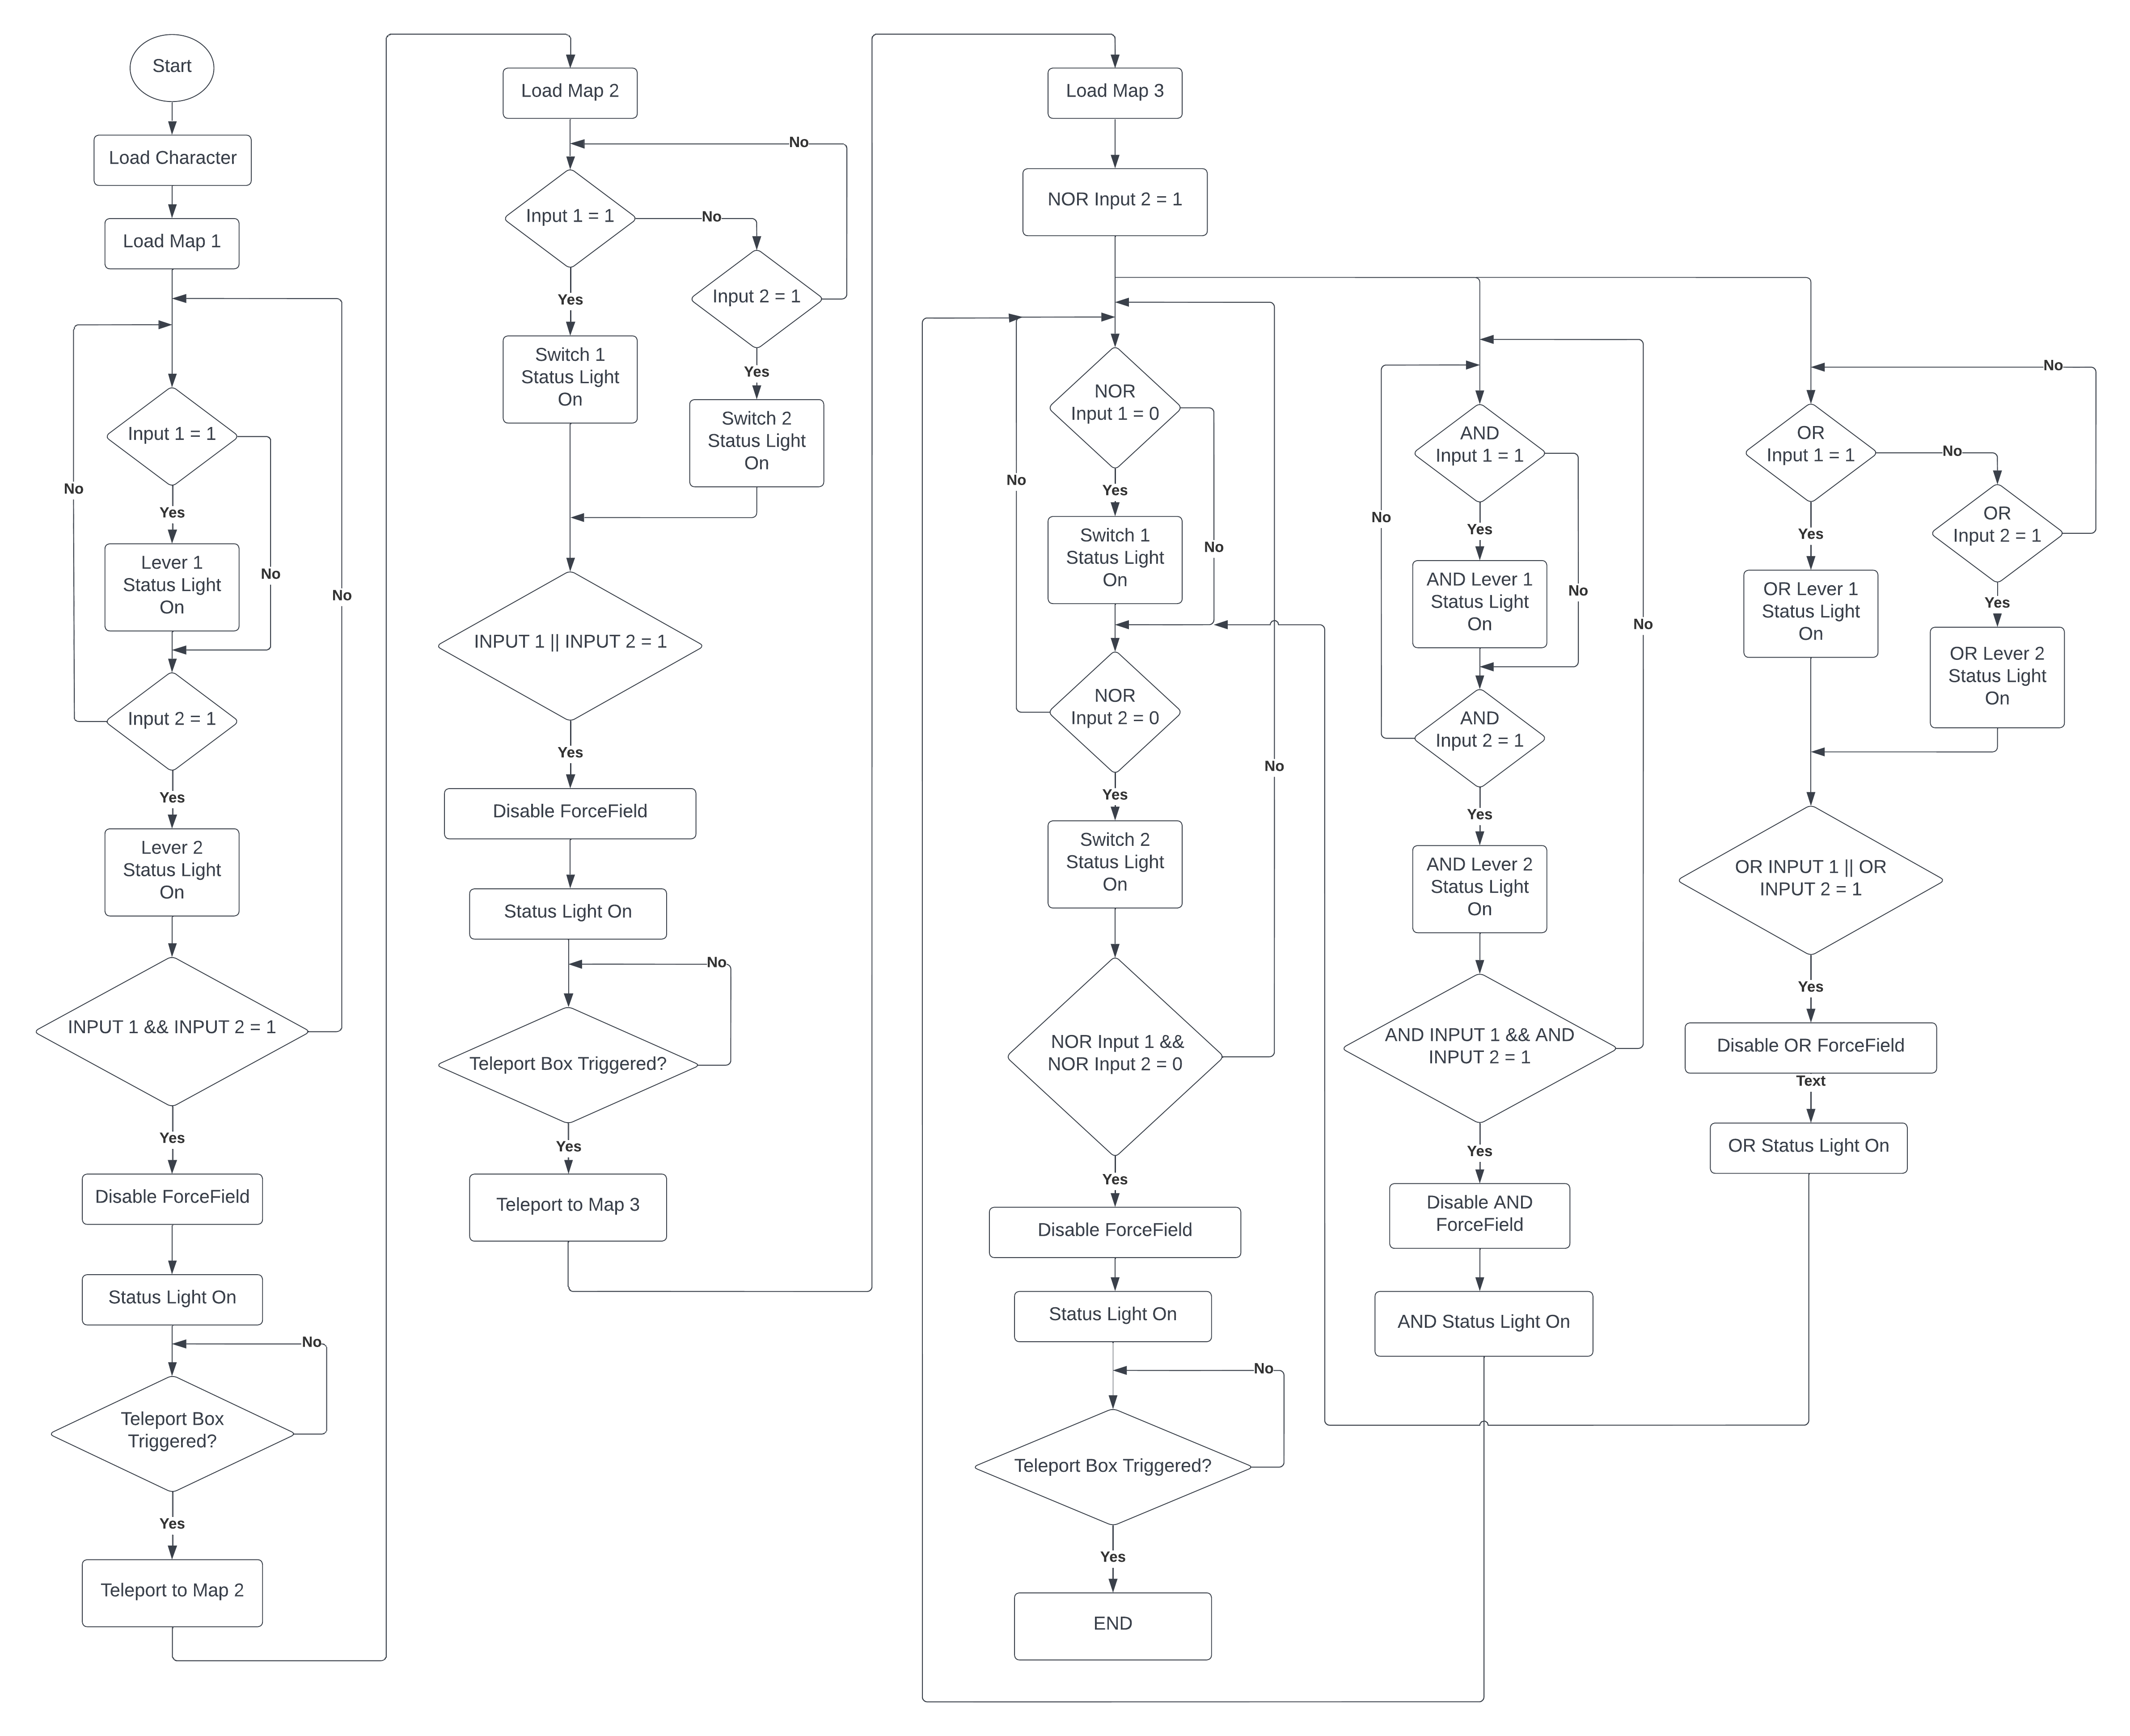 Start
Load Character
Load Map 1
Input 1 = 1
No
Yes
No
No
Lever 1
Status Light
On
Input 2 = 1
Yes
Lever 2
Status Light
On
INPUT 1 && INPUT 2 = 1
Yes
Disable ForceField
Status Light On
No
Teleport Box
Triggered?
Yes
Teleport to Map 2
Load Map 2
No
Input 1 = 1
No
Input 2 = 1
Yes
Switch 1
Status Light
On
Yes
Switch 2
Status Light
On
INPUT 1 || INPUT 2 = 1
Yes
Disable ForceField
Status Light On
No
Teleport Box Triggered?
Yes
Teleport to Map 3
Load Map 3
NOR Input 2 = 1
NOR
Input 1 = 0
No
Yes
Switch 1
Status Light
On
No
NOR
Input 2 = 0
No
Yes
Switch 2
Status Light
On
NOR Input 1 &&
NOR Input 2 = 0
Yes
Disable ForceField
Status Light On
No
Teleport Box Triggered?
Yes
END
AND
Input 1 = 1
No
Yes
AND Lever 1
Status Light
On
No
No
AND
Input 2 = 1
Yes
AND Lever 2
Status Light
On
AND INPUT 1 && AND
INPUT 2 = 1
Yes
Disable AND
ForceField
AND Status Light On
No
OR
Input 1 = 1
No
OR
Input 2 = 1
Yes
OR Lever 1
Status Light
On
Yes
OR Lever 2
Status Light
On
OR INPUT 1 || OR
INPUT 2 = 1
Yes
Disable OR ForceField
Text
OR Status Light On